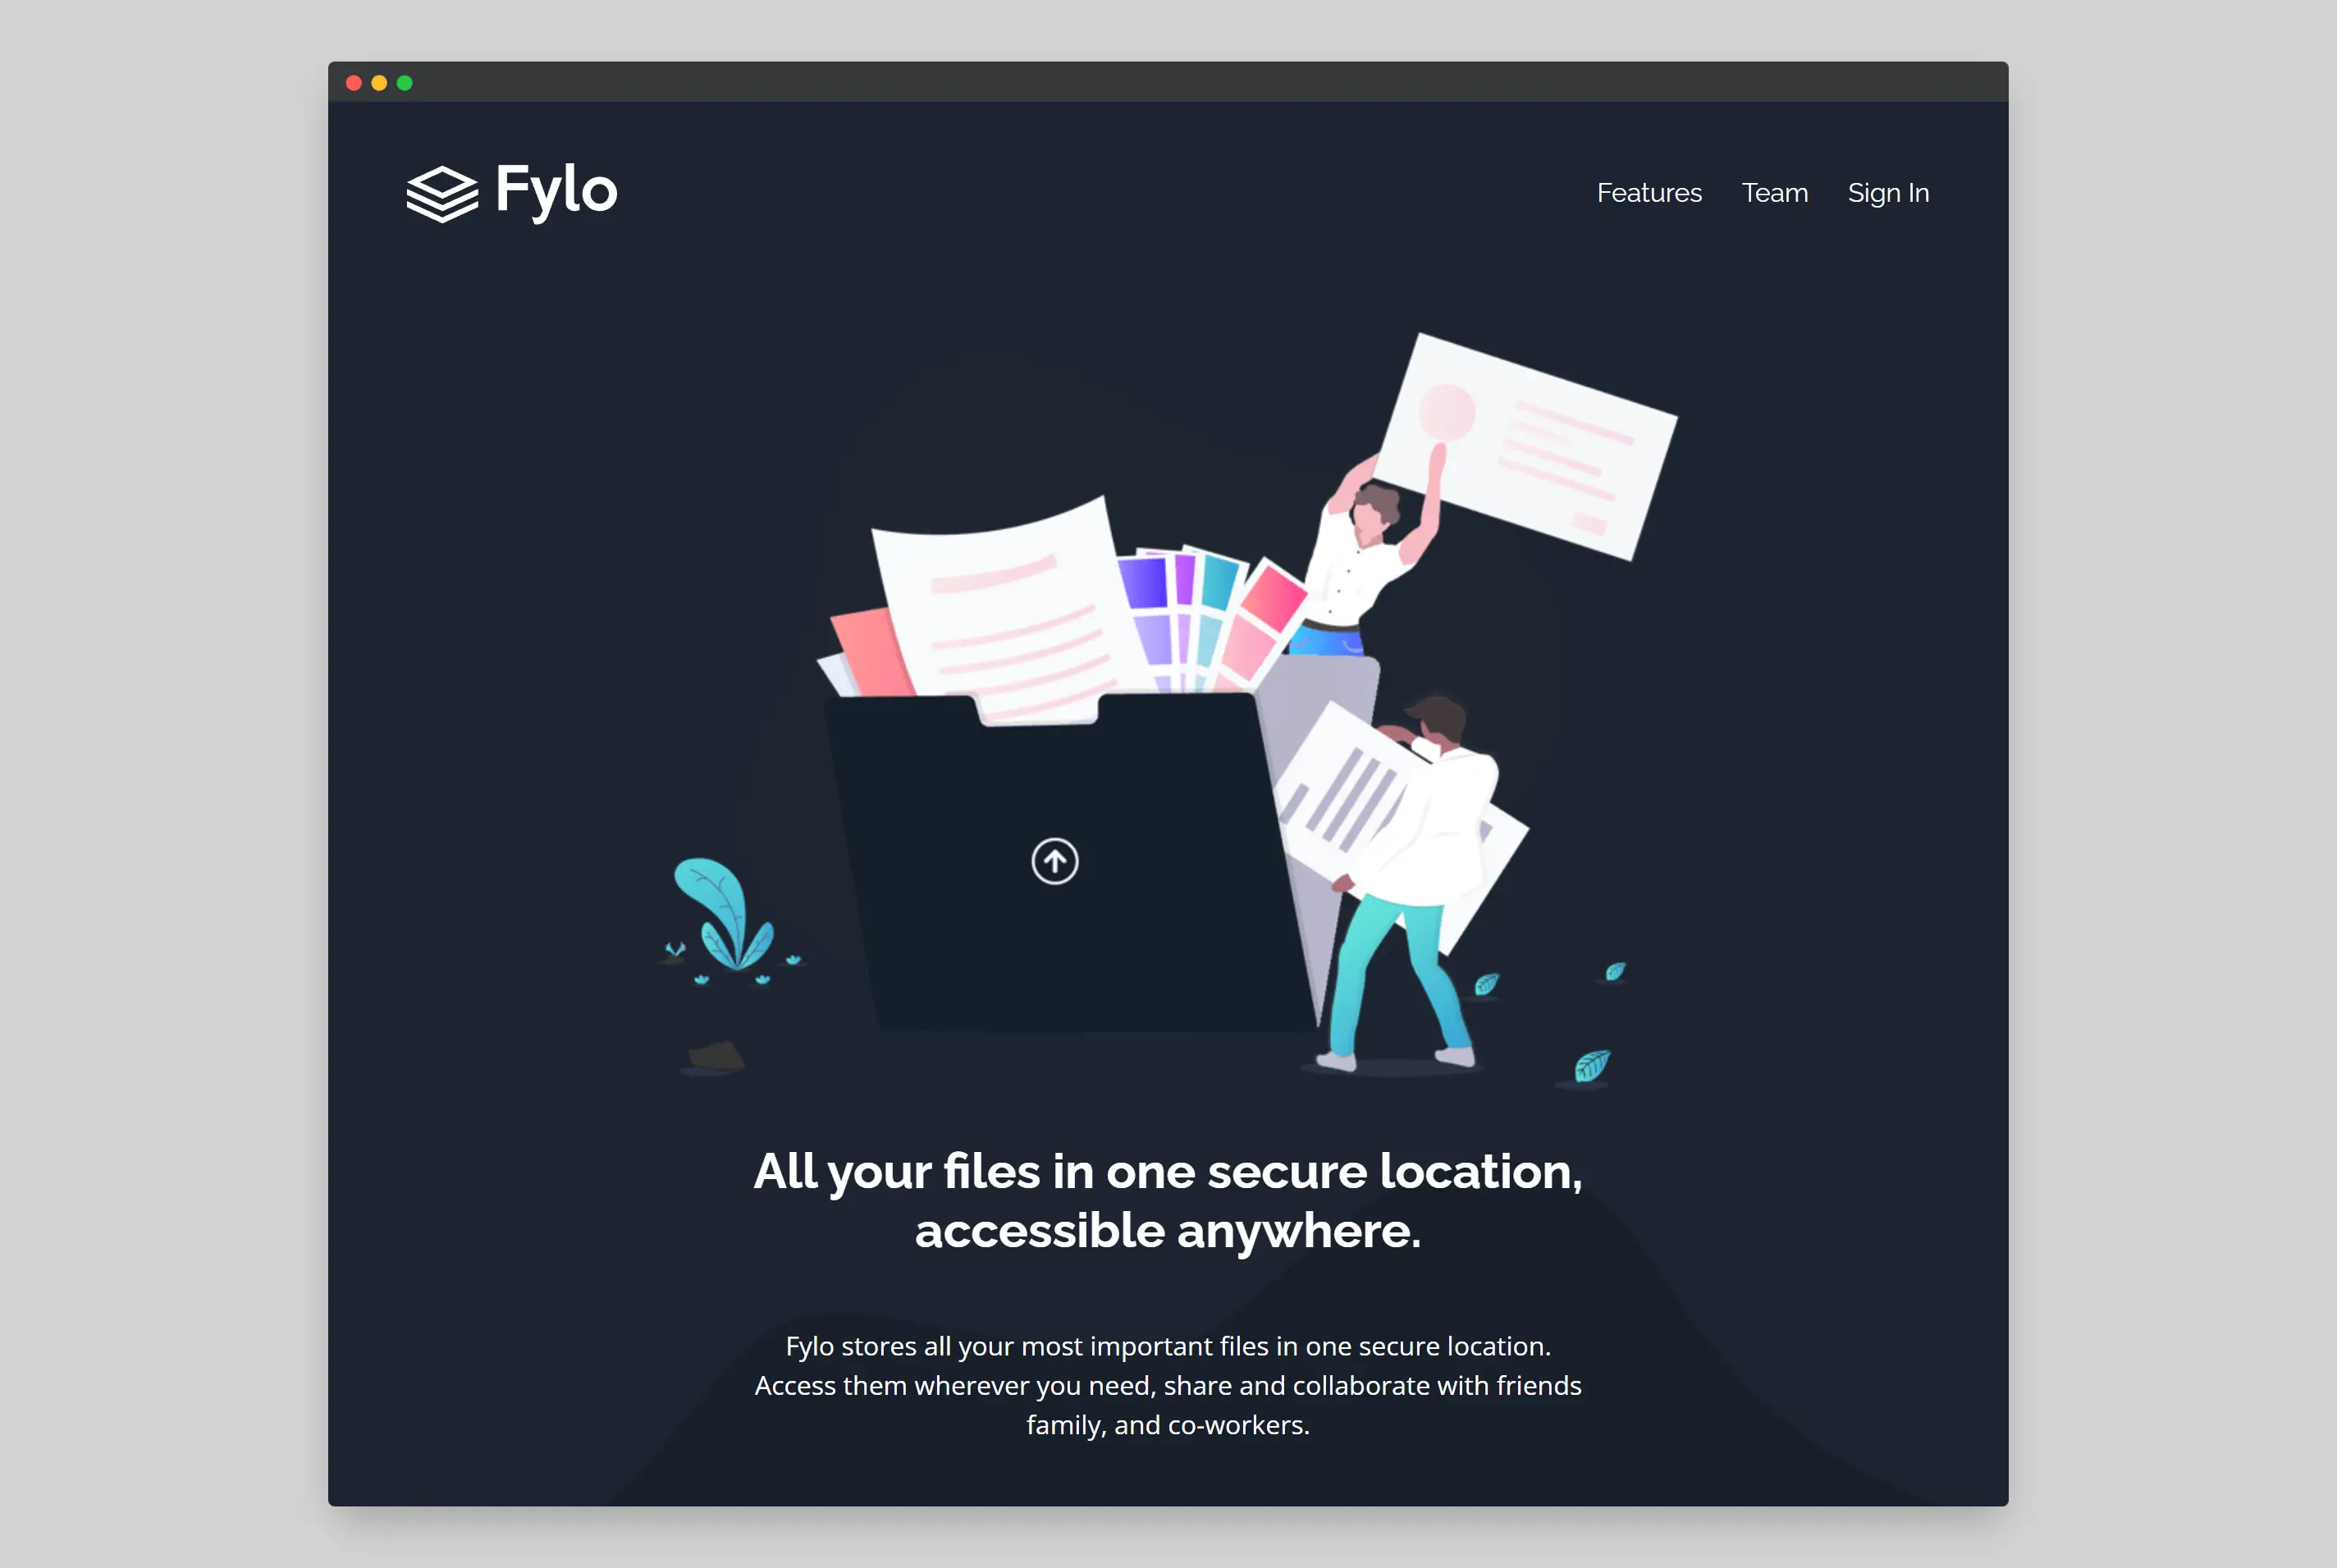 Fylo
Features Team Sign In
All your files in one secure location,
accessible anywhere.
Fylo stores all your most important files in one secure location.
Access them wherever you need, share and collaborate with friends
family, and co-workers.